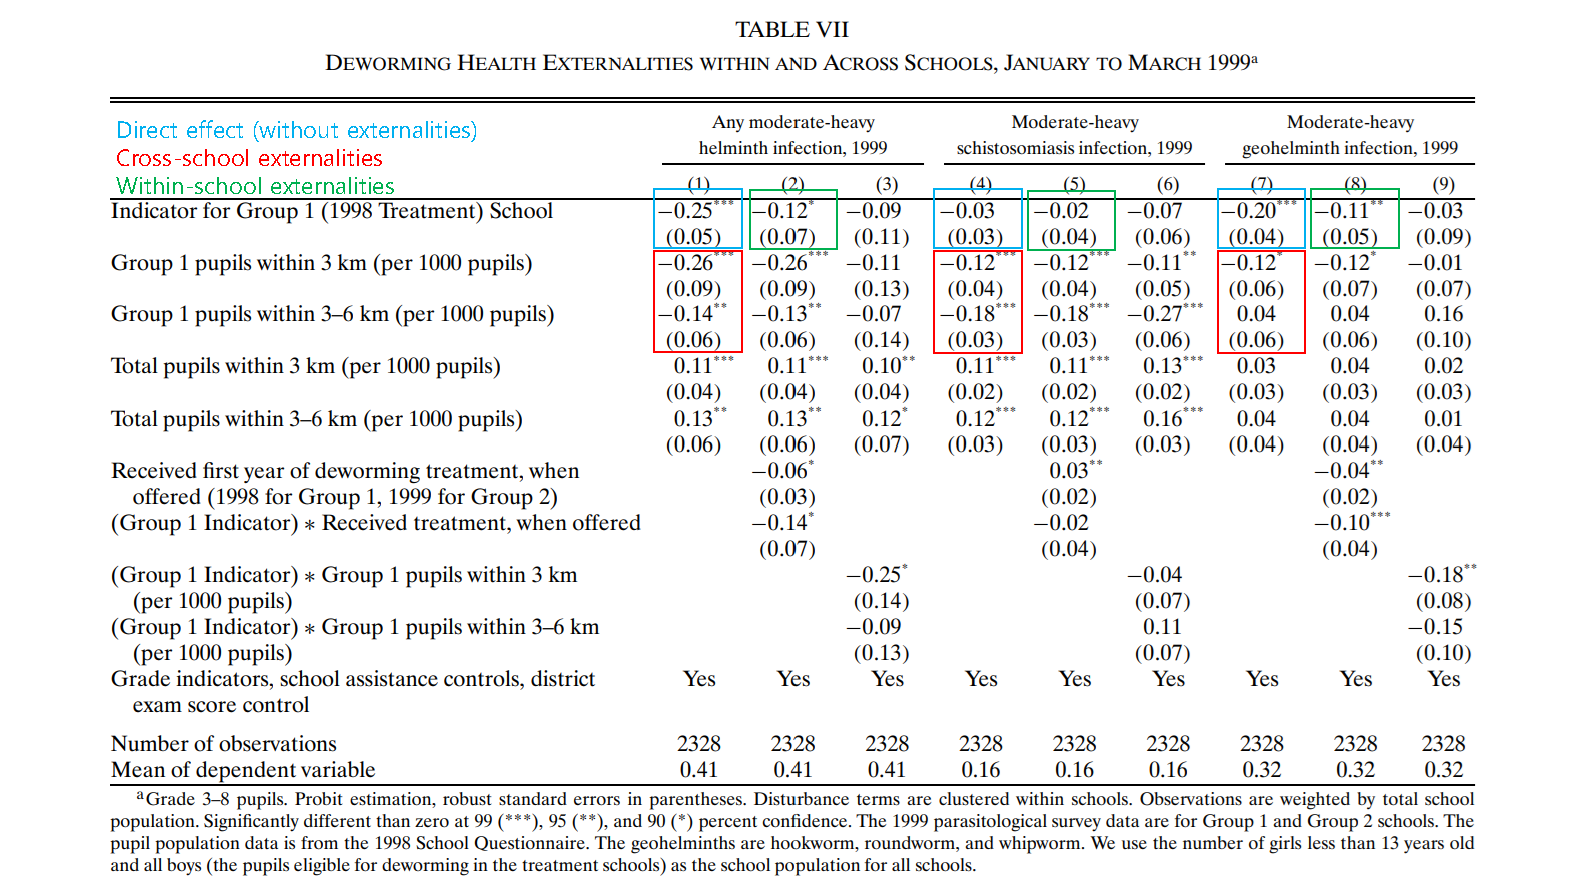 TABLE VII
DEWORMING HEALTH EXTERNALITIES WITHIN AND ACROSS SCHOOLS, JANUARY TO MARCH 1999a
Direct effect (without externalities)
Cross-school externalities
Within-school externalities
Any moderate-heavy helminth infection, 1999
Moderate-heavy schistosomiasis infection, 1999
Moderate-heavy geohelminth infection, 1999
(1) (2) (3) (4) (5) (6) (7) (8) (9)
Indicator for Group 1 (1998 Treatment) School −0.25*** −0.12* −0.09 −0.03 −0.02 −0.07 −0.20*** −0.11** −0.03
(0.05) (0.07) (0.11) (0.03) (0.04) (0.06) (0.04) (0.05) (0.09)
Group 1 pupils within 3 km (per 1000 pupils) −0.26*** −0.26*** −0.11 −0.12*** −0.12*** −0.11** −0.12* −0.12* −0.01
(0.09) (0.09) (0.13) (0.04) (0.04) (0.05) (0.06) (0.07) (0.07)
Group 1 pupils within 3–6 km (per 1000 pupils) −0.14** −0.13** −0.07 −0.18*** −0.18*** −0.27*** 0.04 0.04 0.16
(0.06) (0.06) (0.14) (0.03) (0.03) (0.06) (0.06) (0.06) (0.10)
Total pupils within 3 km (per 1000 pupils) 0.11*** 0.11*** 0.10** 0.11*** 0.11*** 0.13*** 0.03 0.04 0.02
(0.04) (0.04) (0.04) (0.02) (0.02) (0.02) (0.03) (0.03) (0.03)
Total pupils within 3–6 km (per 1000 pupils) 0.13** 0.13** 0.12* 0.12*** 0.12*** 0.16*** 0.04 0.04 0.01
(0.06) (0.06) (0.07) (0.03) (0.03) (0.03) (0.04) (0.04) (0.04)
Received first year of deworming treatment, when −0.06* 0.03** −0.04**
offered (1998 for Group 1, 1999 for Group 2) (0.03) (0.02) (0.02)
(Group 1 Indicator) ∗ Received treatment, when offered −0.14* −0.02 −0.10***
(0.07) (0.04) (0.04)
(Group 1 Indicator) ∗ Group 1 pupils within 3 km −0.25* −0.04 −0.18**
(per 1000 pupils) (0.14) (0.07) (0.08)
(Group 1 Indicator) ∗ Group 1 pupils within 3–6 km −0.09 0.11 −0.15
(per 1000 pupils) (0.13) (0.07) (0.10)
Grade indicators, school assistance controls, district Yes Yes Yes Yes Yes Yes Yes Yes Yes
exam score control
Number of observations 2328 2328 2328 2328 2328 2328 2328 2328 2328
Mean of dependent variable 0.41 0.41 0.41 0.16 0.16 0.16 0.32 0.32 0.32
a Grade 3–8 pupils. Probit estimation, robust standard errors in parentheses. Disturbance terms are clustered within schools. Observations are weighted by total school
population. Significantly different than zero at 99 (***), 95 (**), and 90 (*) percent confidence. The 1999 parasitological survey data are for Group 1 and Group 2 schools. The
pupil population data is from the 1998 School Questionnaire. The geohelminths are hookworm, roundworm, and whipworm. We use the number of girls less than 13 years old
and all boys (the pupils eligible for deworming in the treatment schools) as the school population for all schools.